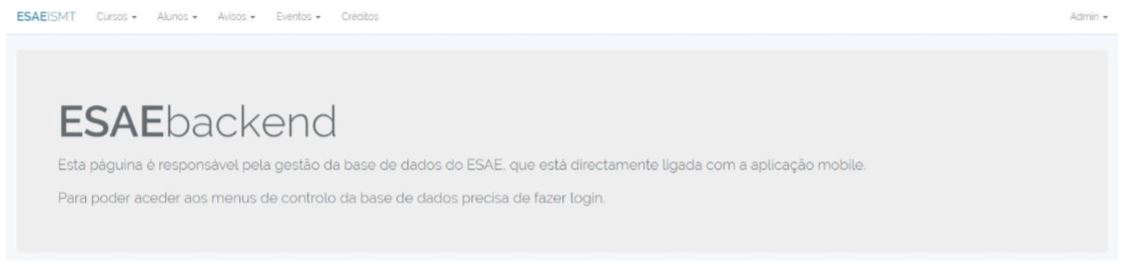 ESAEISMT Cursos Alunos Avisos Eventos Créditos Admin
ESAEbackend
Esta páguina é responsável pela gestão da base de dados do ESAE, que está directamente ligada com a aplicação mobile.
Para poder aceder aos menus de controlo da base de dados precisa de fazer login.